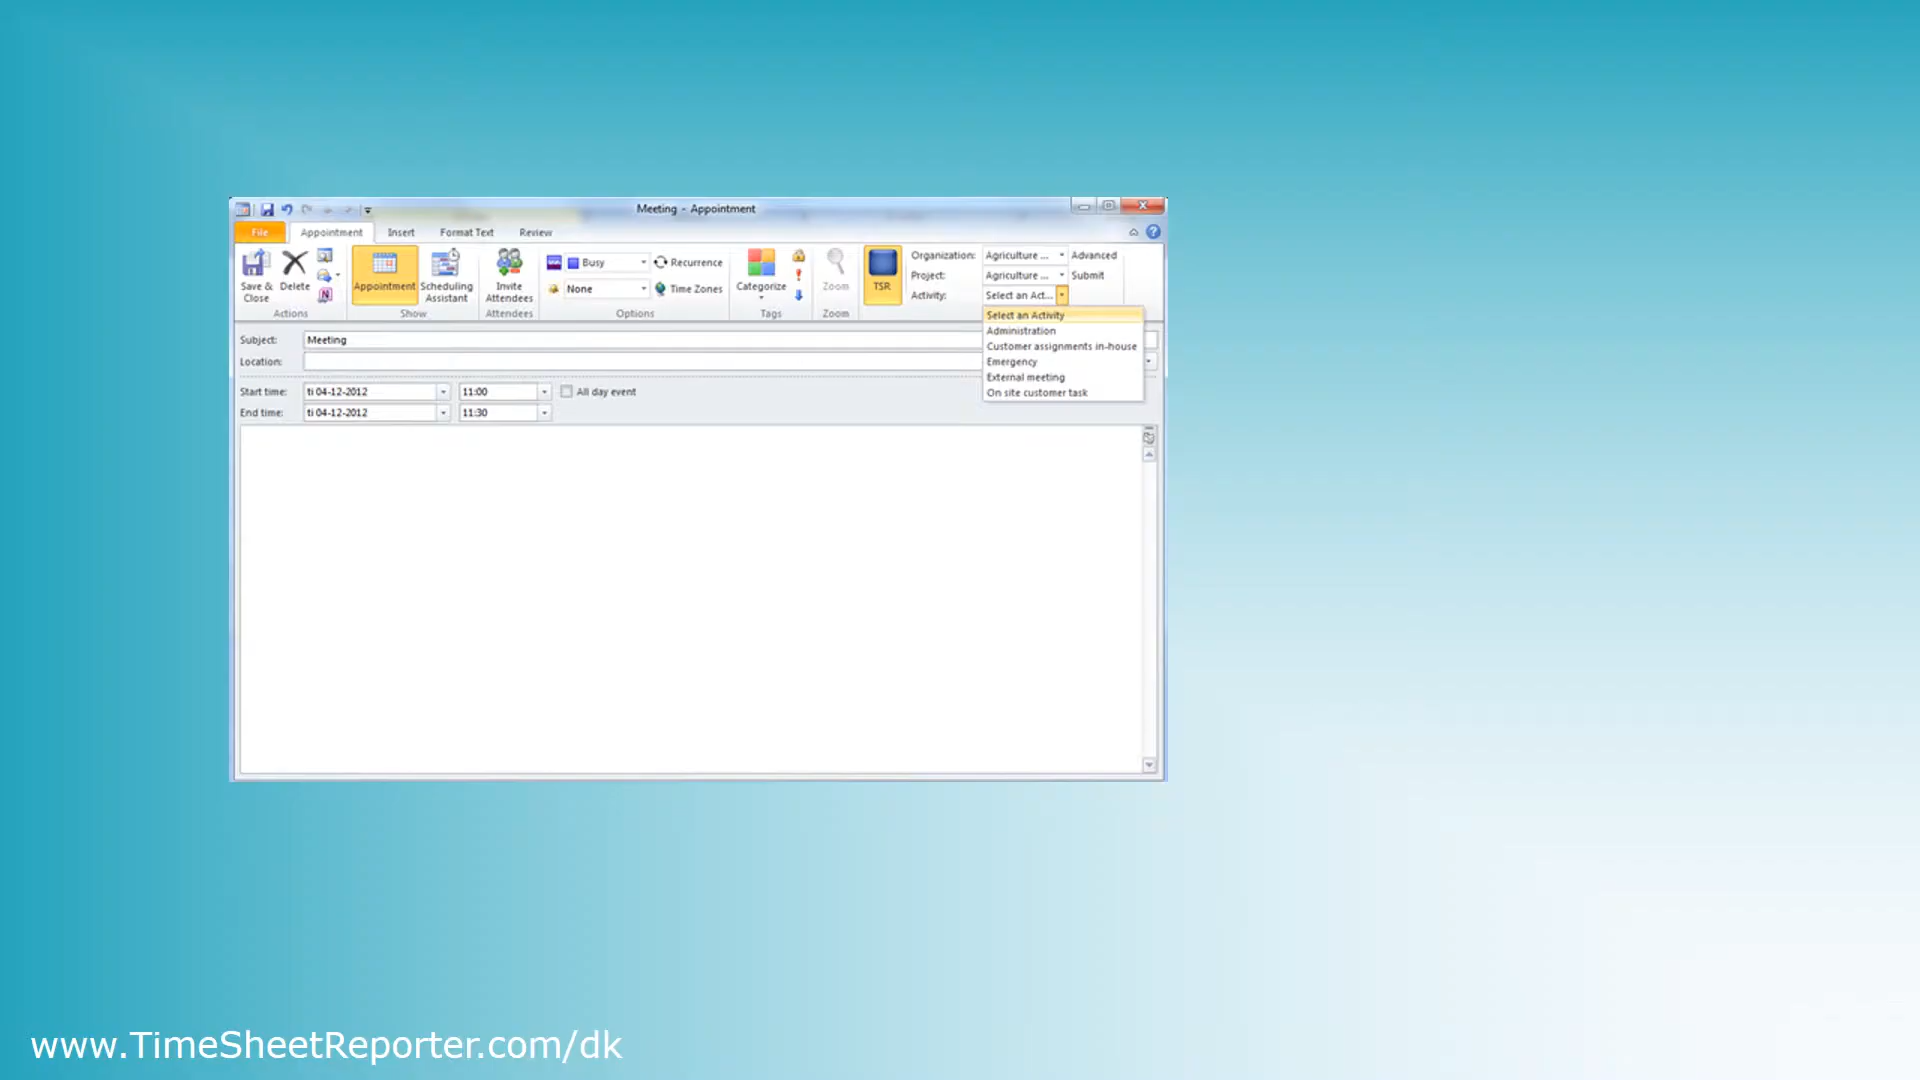 Meeting - Appointment
File Appointment Insert Format Text Review
Save & Close
Delete
Actions
Appointment
Scheduling Assistant
Show
Invite Attendees
Attendees
Busy
None
Recurrence
Time Zones
Options
Categorize
Tags
Zoom
Zoom
TSR
Organization: Agriculture ... Advanced
Project: Agriculture ... Submit
Activity: Select an Act...
Select an Activity
Administration
Customer assignments in-house
Emergency
External meeting
On site customer task
Subject: Meeting
Location:
Start time: ti 04-12-2012 11:00 All day event
End time: ti 04-12-2012 11:30
www.TimeSheetReporter.com/dk